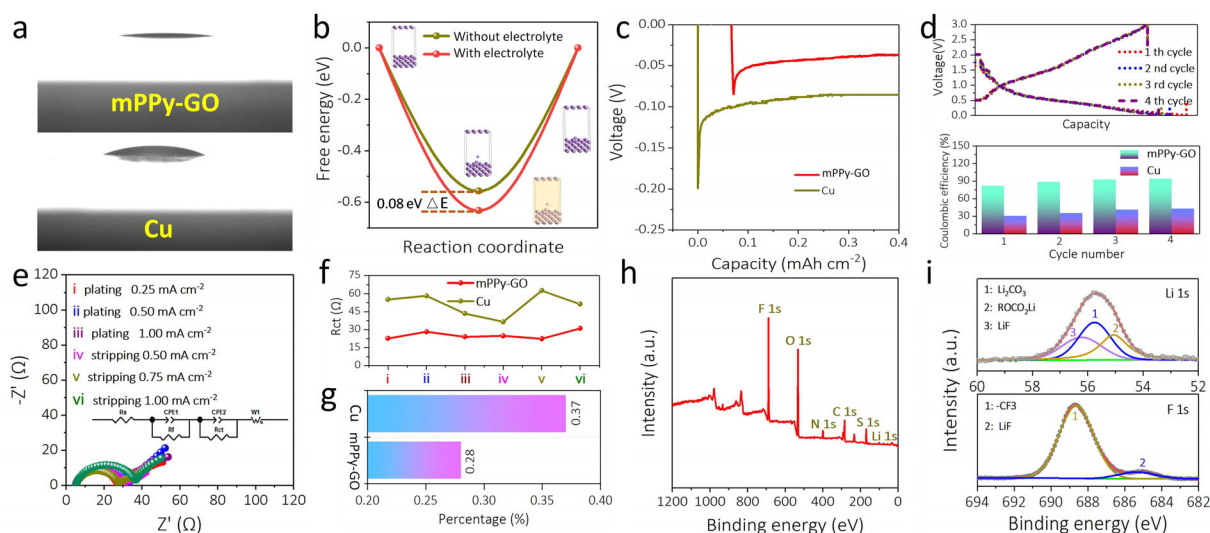 a
mPPy-GO
Cu
b
Without electrolyte
With electrolyte
0.0
-0.2
-0.4
-0.6
0.08 eV △E
Free energy (eV)
Reaction coordinate
c
0.00
-0.05
-0.10
-0.15
-0.20
-0.25
mPPy-GO
Cu
Voltage (V)
0.0 0.1 0.2 0.3 0.4
Capacity (mAh cm⁻²)
d
3.0
2.5
2.0
1.5
1.0
0.5
0.0
Voltage(V)
1 th cycle
2 nd cycle
3 rd cycle
4 th cycle
Capacity
150
120
90
60
30
0
Coulombic efficiency (%)
mPPy-GO
Cu
1 2 3 4
Cycle number
e
120
100
80
60
40
20
0
-Z' (Ω)
i plating 0.25 mA cm⁻²
ii plating 0.50 mA cm⁻²
iii plating 1.00 mA cm⁻²
iv stripping 0.50 mA cm⁻²
v stripping 0.75 mA cm⁻²
vi stripping 1.00 mA cm⁻²
Rs CPE1 CPE2 W1
Rf Rct
0 20 40 60 80 100 120
Z' (Ω)
f
75
60
45
30
15
0
Rct (Ω)
mPPy-GO
Cu
i ii iii iv v vi
g
Cu
0.37
mPPy-GO
0.28
0.20 0.25 0.30 0.35 0.40
Percentage (%)
h
F 1s
O 1s
N 1s
C 1s
S 1s
Li 1s
Intensity (a.u.)
1200 1000 800 600 400 200 0
Binding energy (eV)
i
1: Li₂CO₃
2: ROCO₂Li
3: LiF
Li 1s
3 1 2
60 58 56 54 52
Intensity (a.u.)
1: -CF3
2: LiF
F 1s
1
2
694 692 690 688 686 684 682
Binding energy (eV)